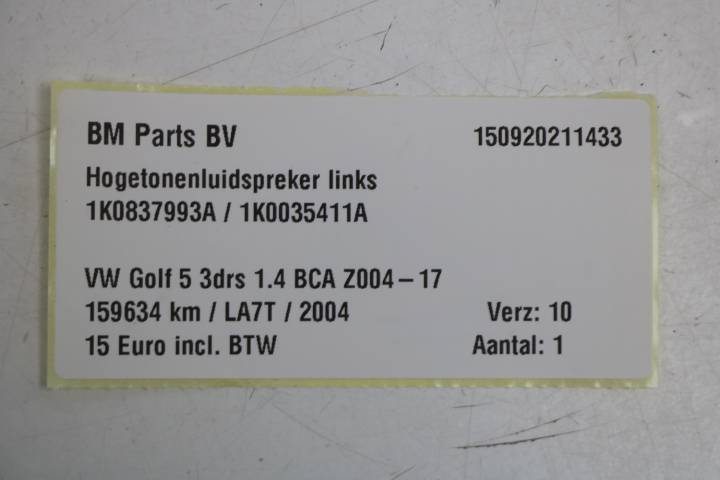 BM Parts BV 150920211433
Hogetonenluidspreker links
1K0837993A / 1K0035411A
VW Golf 5 3drs 1.4 BCA Z004-17
159634 km / LA7T / 2004 Verz: 10
15 Euro incl. BTW Aantal: 1